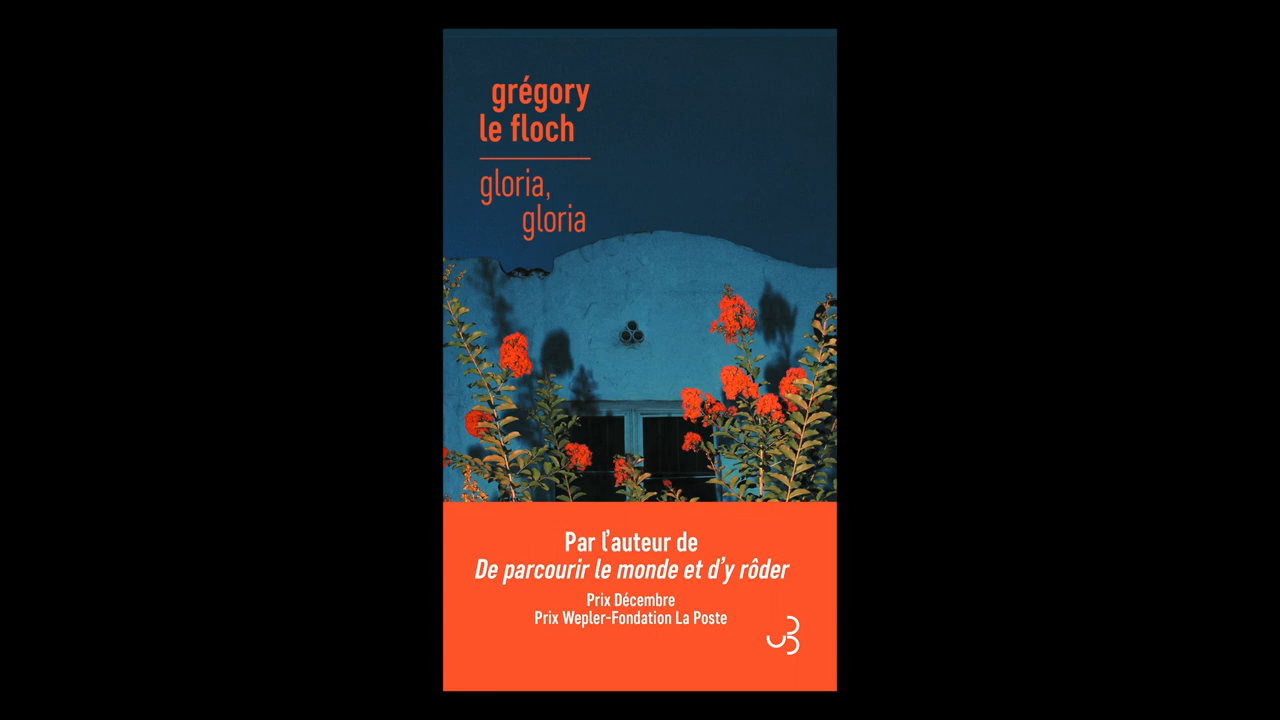 grégory
le floch
gloria,
gloria
Par l’auteur de
De parcourir le monde et d’y rôder
Prix Décembre
Prix Wepler-Fondation La Poste